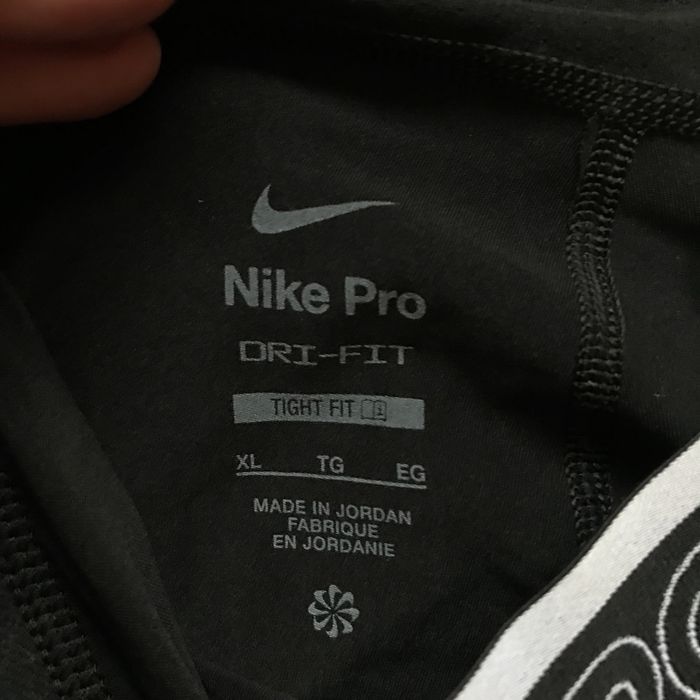 Nike Pro
DRI-FIT
TIGHT FIT
XL TG EG
MADE IN JORDAN
FABRIQUE
EN JORDANIE